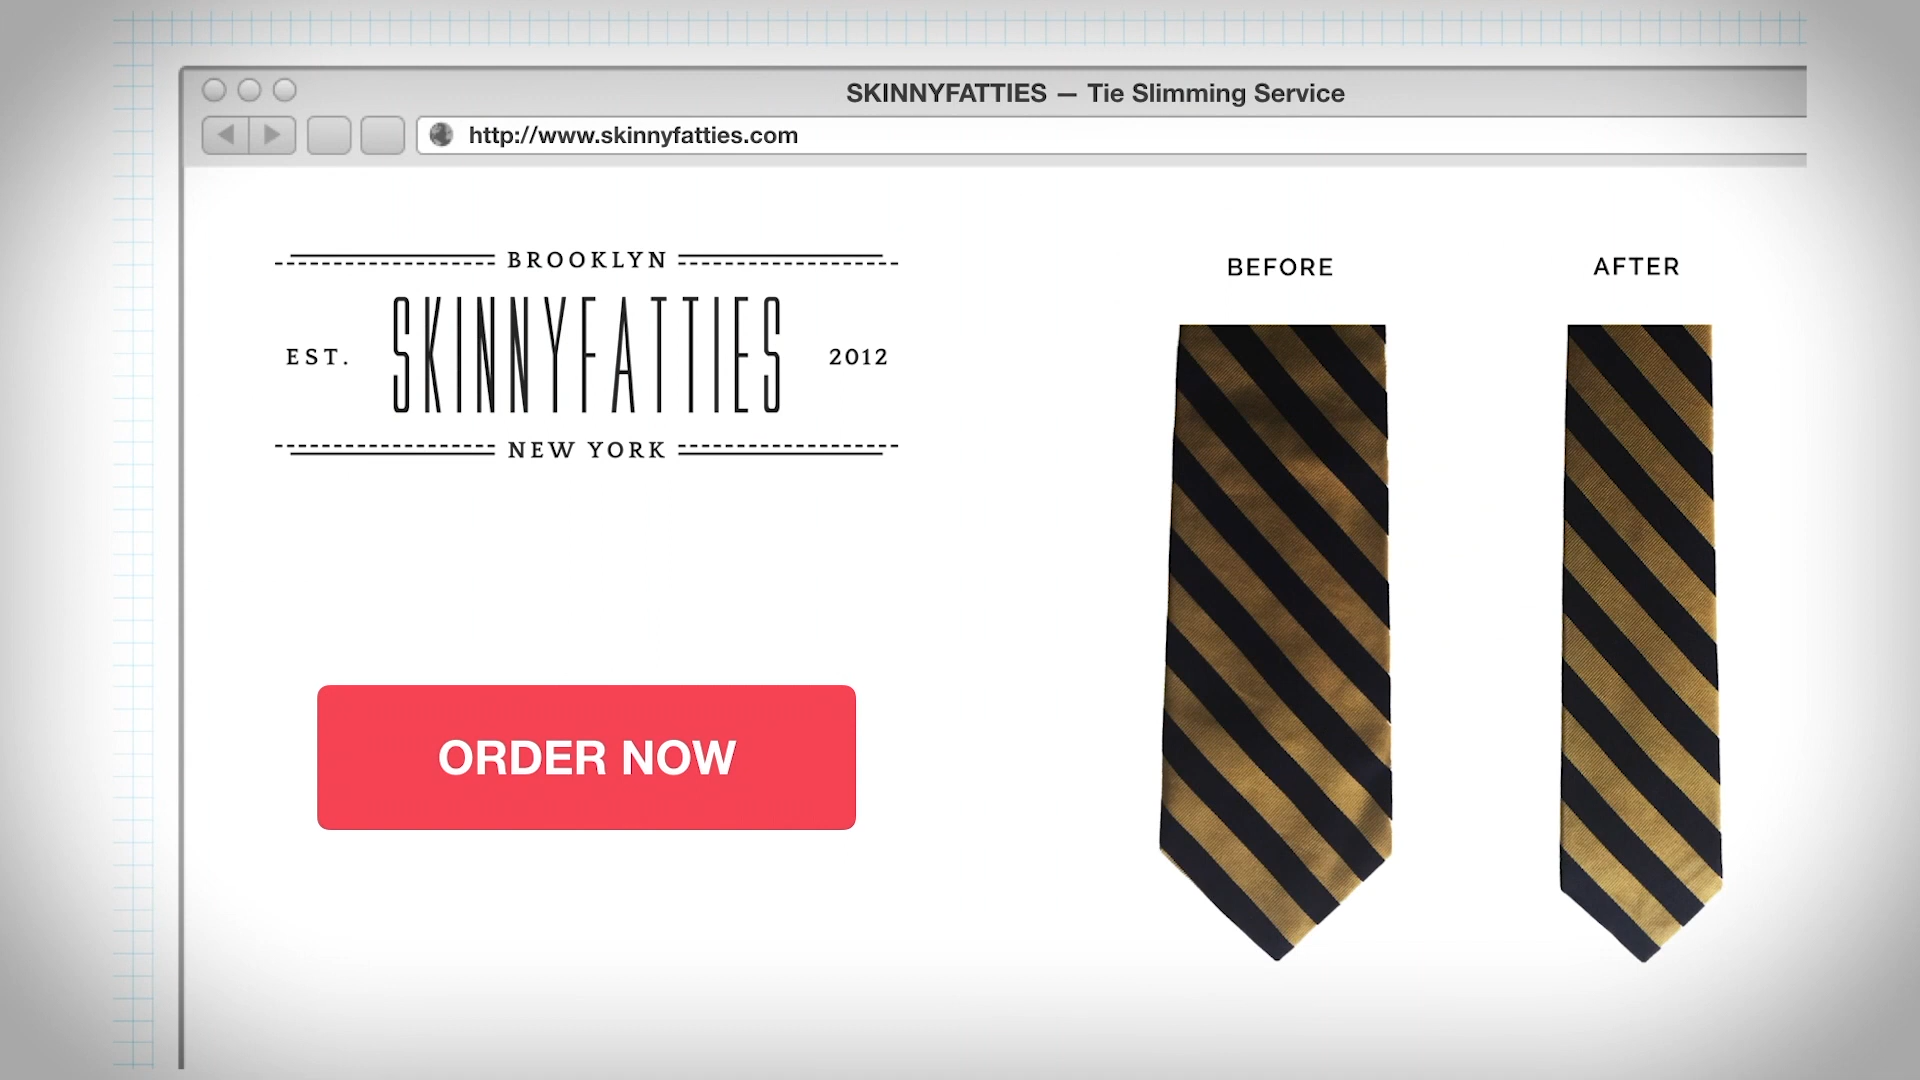 SKINNYFATTIES — Tie Slimming Service
http://www.skinnyfatties.com
BROOKLYN
EST. SKINNYFATTIES 2012
NEW YORK
ORDER NOW
BEFORE
AFTER